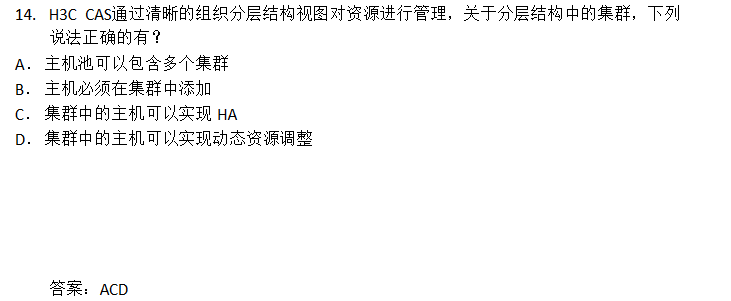 14. H3C CAS通过清晰的组织分层结构视图对资源进行管理，关于分层结构中的集群，下列
说法正确的有？
A. 主机池可以包含多个集群
B. 主机必须在集群中添加
C. 集群中的主机可以实现 HA
D. 集群中的主机可以实现动态资源调整
答案：ACD